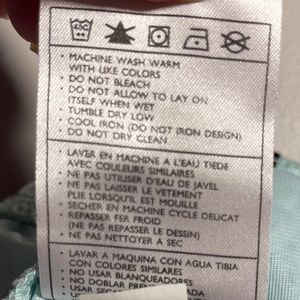 • MACHINE WASH WARM
WITH LIKE COLORS
• DO NOT BLEACH
• DO NOT ALLOW TO LAY ON
ITSELF WHEN WET
• TUMBLE DRY LOW
• COOL IRON (DO NOT IRON DESIGN)
• DO NOT DRY CLEAN
• LAVER EN MACHINE A L'EAU TIEDE
AVEC COULEURS SIMILAIRES
• NE PAS UTILISER D'EAU DE JAVEL
• NE PAS LAISSER LE VETEMENT
PLIE LORSQU'IL EST MOUILLE
• SECHER EN MACHINE CYCLE DELICAT
• REPASSER FER FROID
(NE PAS REPASSER LE DESSIN)
• NE PAS NETTOYER A SEC
• LAVAR A MAQUINA CON AGUA TIBIA
CON COLORES SIMILARES
• NO USAR BLANQUEADOR
• NO DOBLAR PRENDA